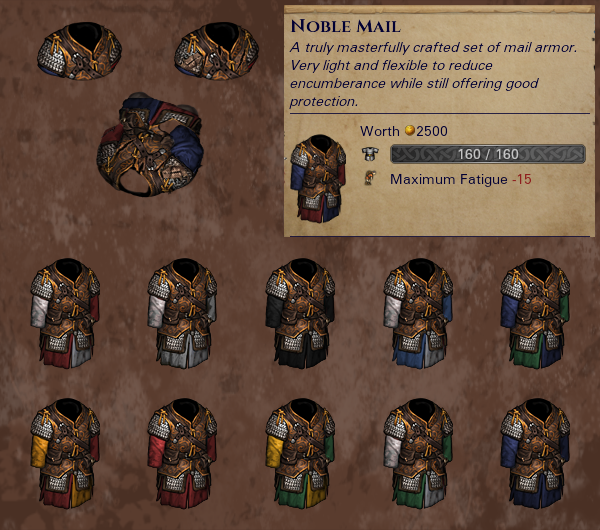 Noble Mail
A truly masterfully crafted set of mail armor.
Very light and flexible to reduce
encumberance while still offering good
protection.
Worth 2500
160 / 160
Maximum Fatigue -15